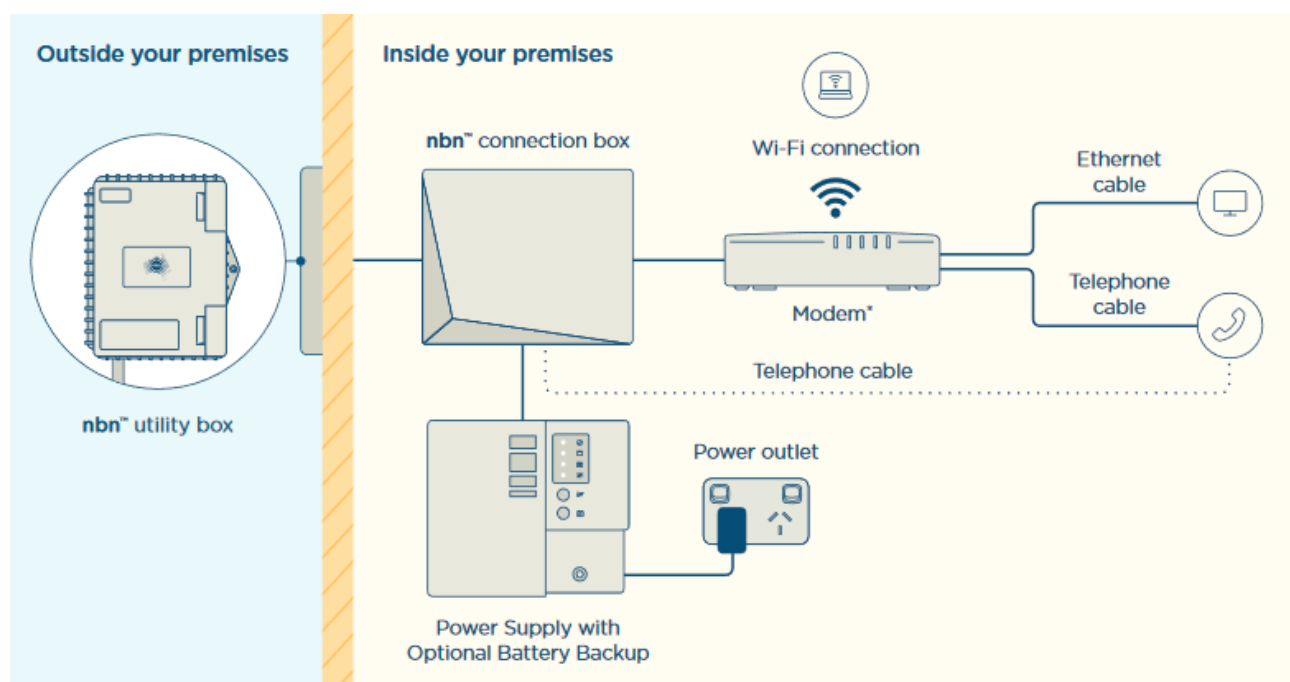 Outside your premises
Inside your premises
nbn™ connection box
Wi-Fi connection
Ethernet
cable
Modem*
Telephone
cable
Telephone cable
nbn™ utility box
Power outlet
Power Supply with
Optional Battery Backup